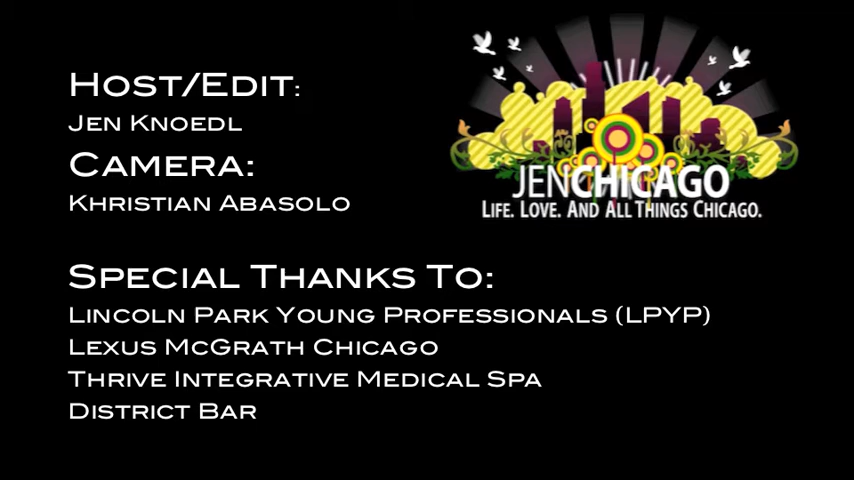 Host/Edit:
Jen Knoedl
Camera:
Khristian Abasolo
JENCHICAGO
Life. Love. And All Things Chicago.
Special Thanks To:
Lincoln Park Young Professionals (LPYP)
Lexus McGrath Chicago
Thrive Integrative Medical Spa
District Bar